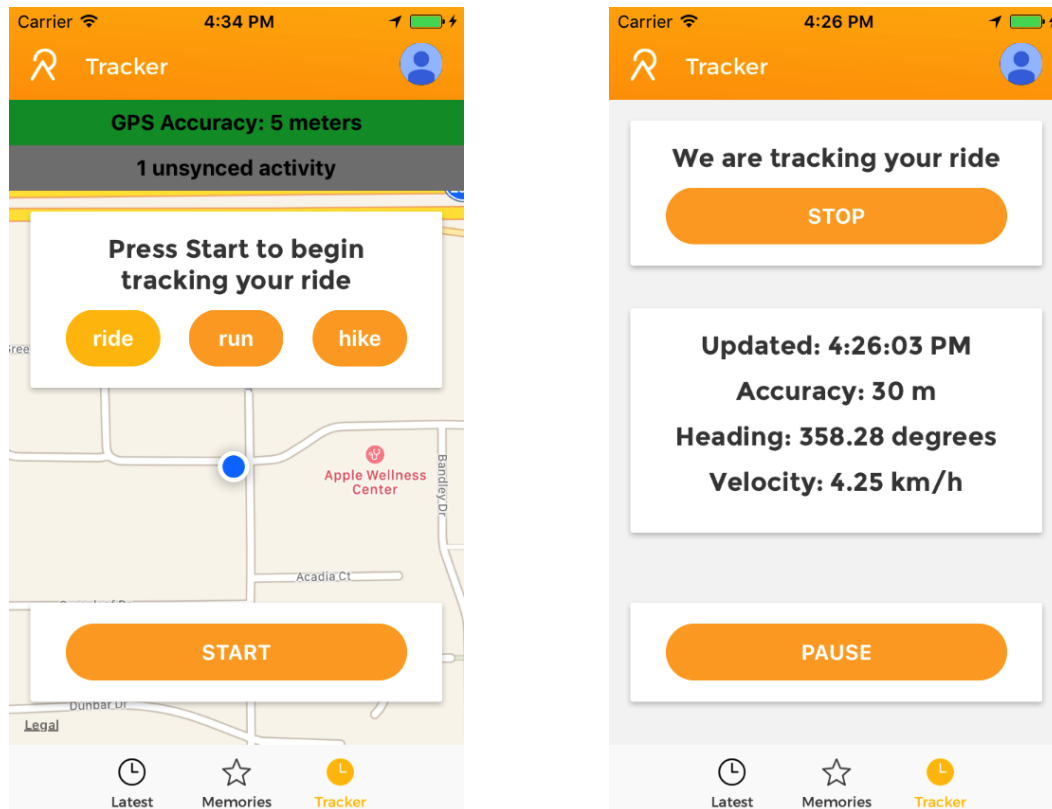 Carrier 4:34 PM
Tracker
GPS Accuracy: 5 meters
1 unsynced activity
Press Start to begin
tracking your ride
ride run hike
Apple Wellness
Center
Bandley Dr
Acadia Ct
START
Dunbar Dr
Legal
Latest Memories Tracker
Carrier 4:26 PM
Tracker
We are tracking your ride
STOP
Updated: 4:26:03 PM
Accuracy: 30 m
Heading: 358.28 degrees
Velocity: 4.25 km/h
PAUSE
Latest Memories Tracker